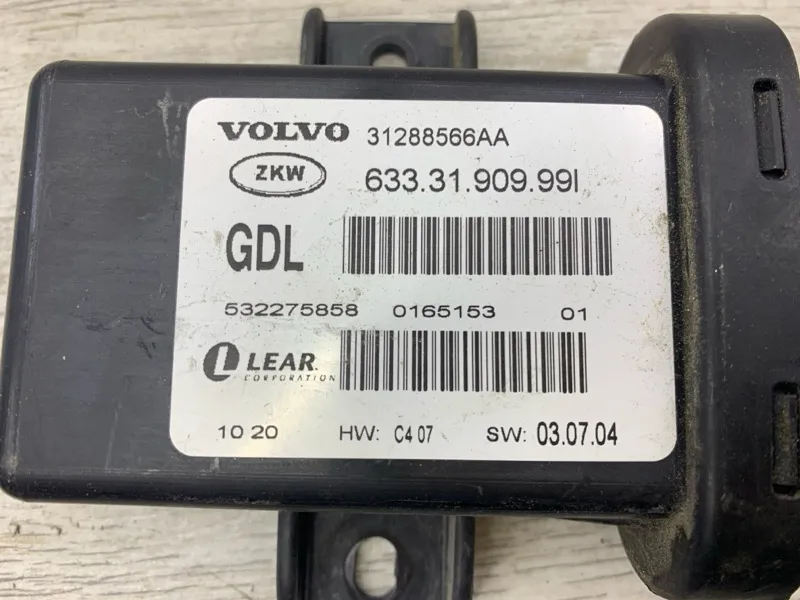 VOLVO 31288566AA
ZKW 633.31.909.99I
GDL
532275858 0165153 01
L LEAR.
CORPORATION
10 20 HW: C4 07 SW: 03.07.04